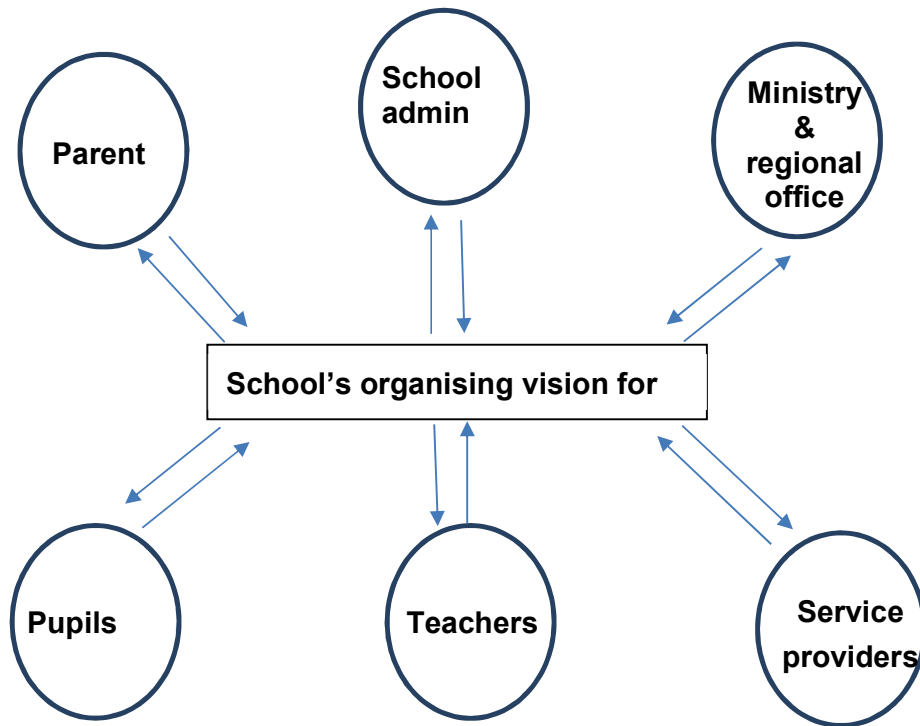 Parent
School
admin
Ministry
&
regional
office
School’s organising vision for
Pupils
Teachers
Service
providers